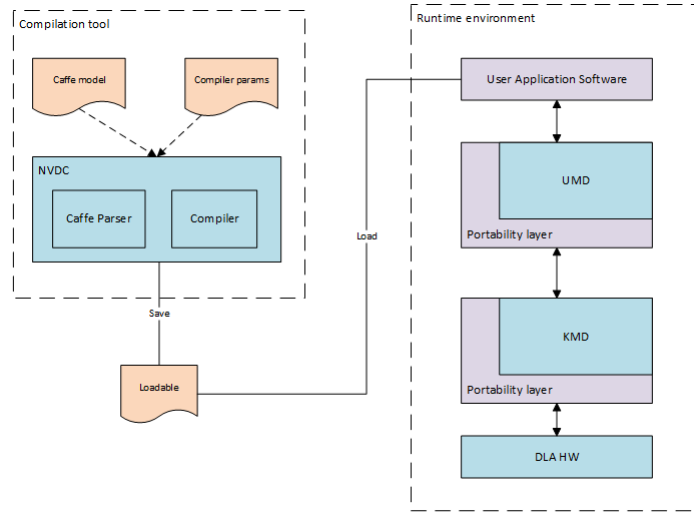 Compilation tool
Caffe model
Compiler params
NVDC
Caffe Parser
Compiler
Save
Loadable
Load
Runtime environment
User Application Software
UMD
Portability layer
KMD
Portability layer
DLA HW